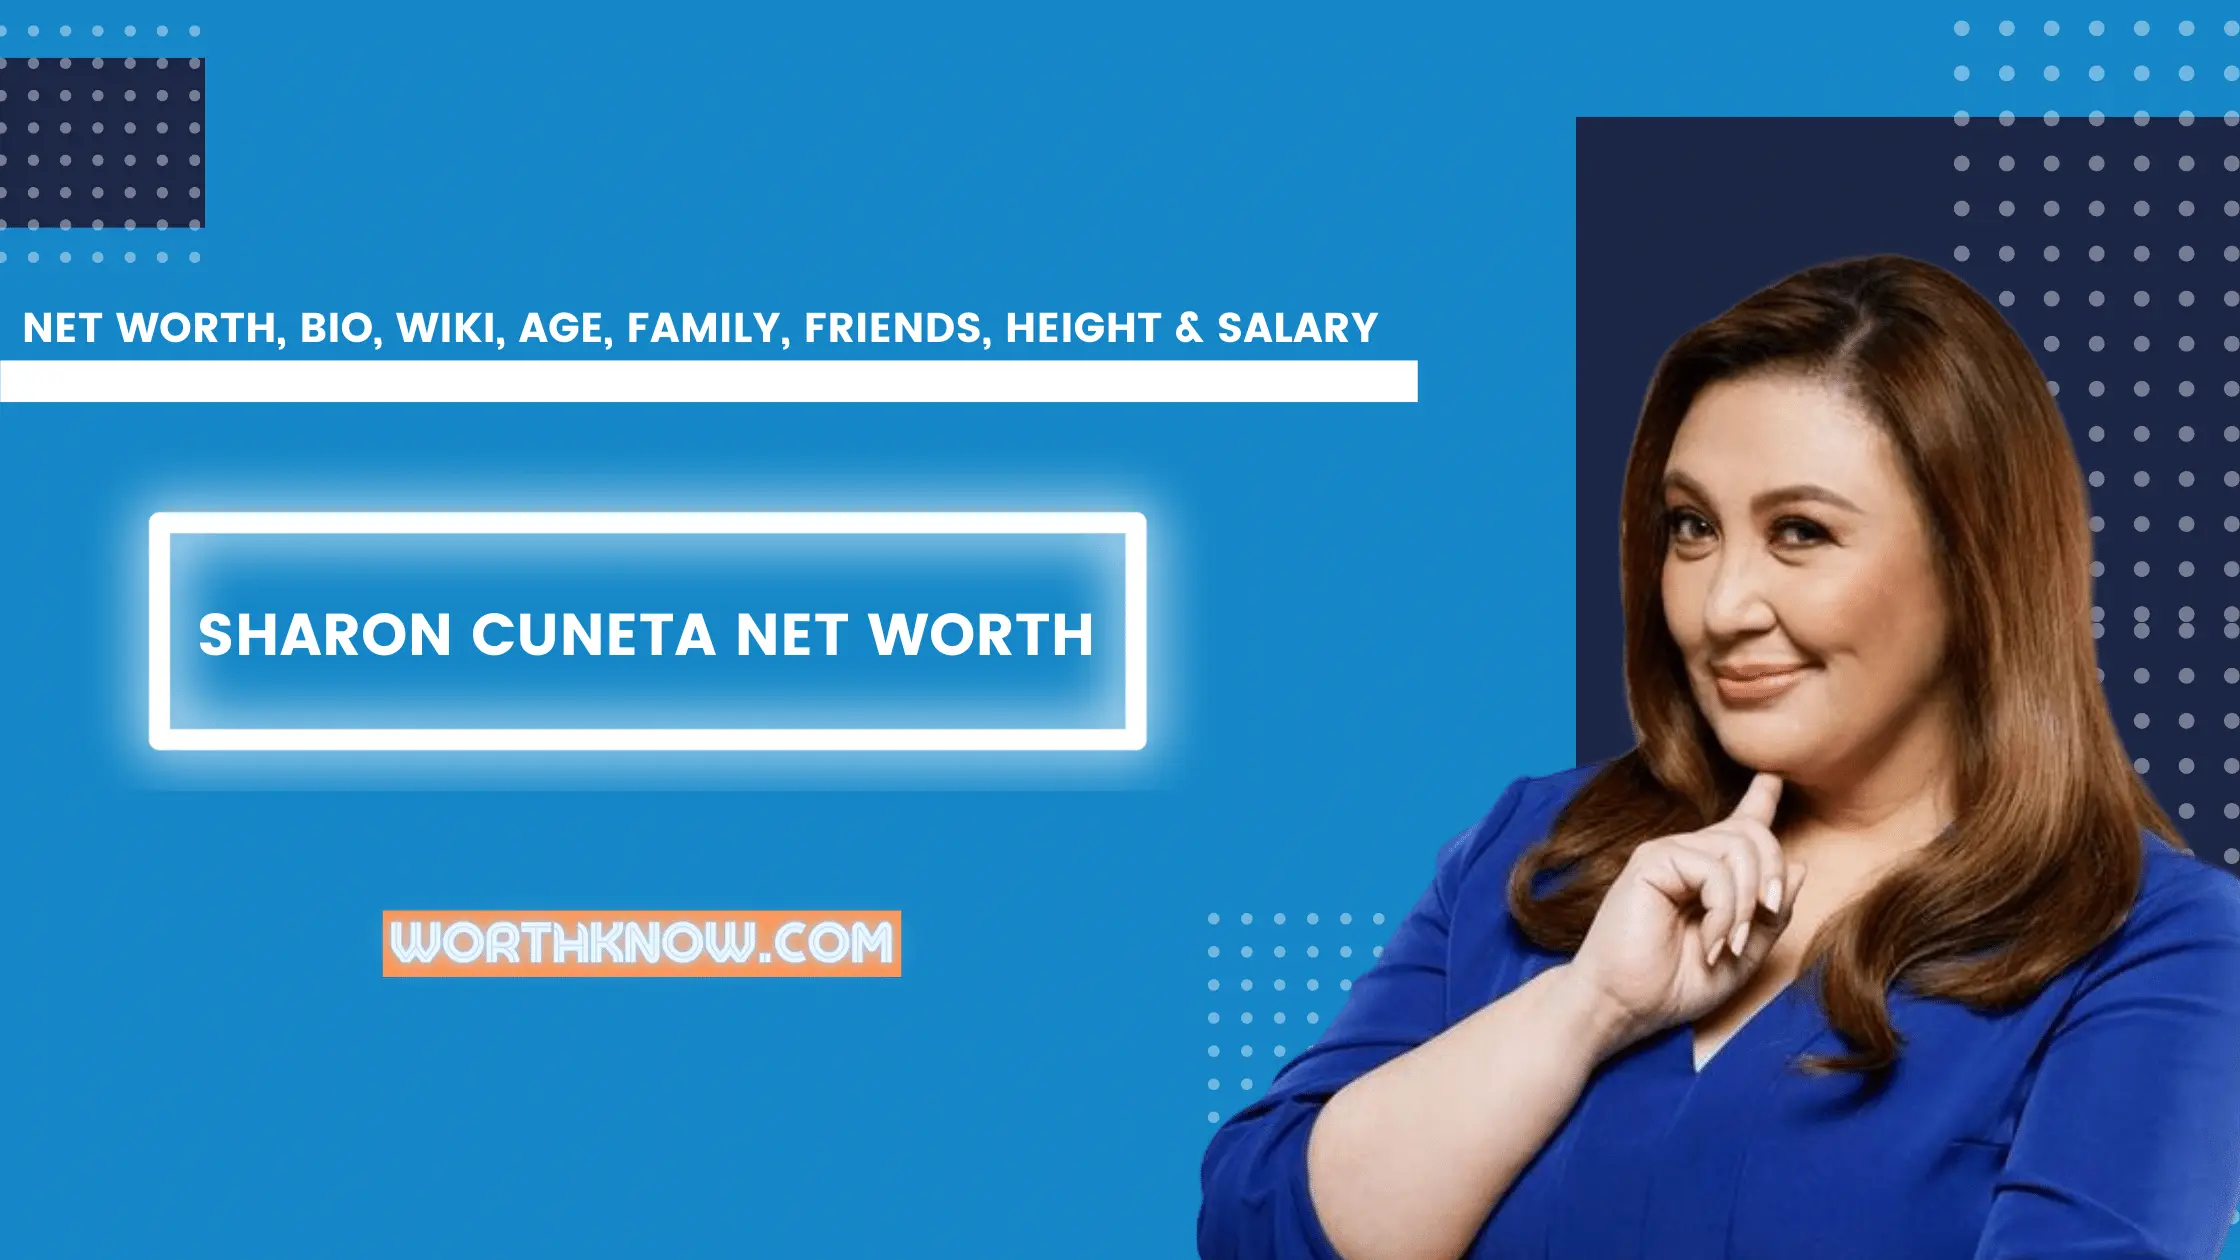 NET WORTH, BIO, WIKI, AGE, FAMILY, FRIENDS, HEIGHT & SALARY
SHARON CUNETA NET WORTH
WORTHKNOW.COM